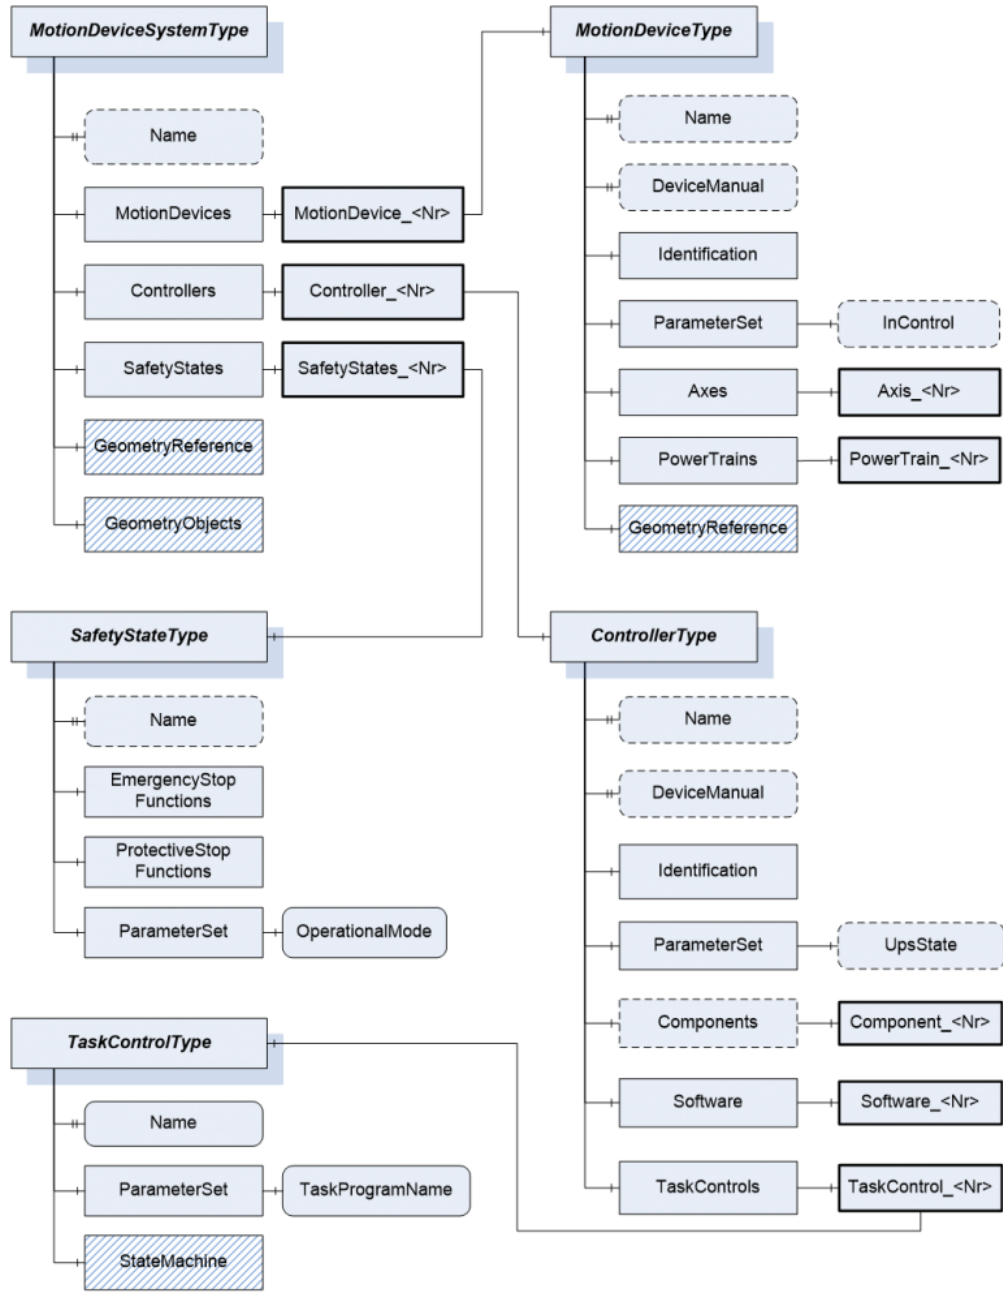 MotionDeviceSystemType
Name
MotionDevices
MotionDevice_<Nr>
Controllers
Controller_<Nr>
SafetyStates
SafetyStates_<Nr>
GeometryReference
GeometryObjects
MotionDeviceType
Name
DeviceManual
Identification
ParameterSet
InControl
Axes
Axis_<Nr>
PowerTrains
PowerTrain_<Nr>
GeometryReference
SafetyStateType
Name
EmergencyStop
Functions
ProtectiveStop
Functions
ParameterSet
OperationalMode
ControllerType
Name
DeviceManual
Identification
ParameterSet
UpsState
Components
Component_<Nr>
Software
Software_<Nr>
TaskControls
TaskControl_<Nr>
TaskControlType
Name
ParameterSet
TaskProgramName
StateMachine